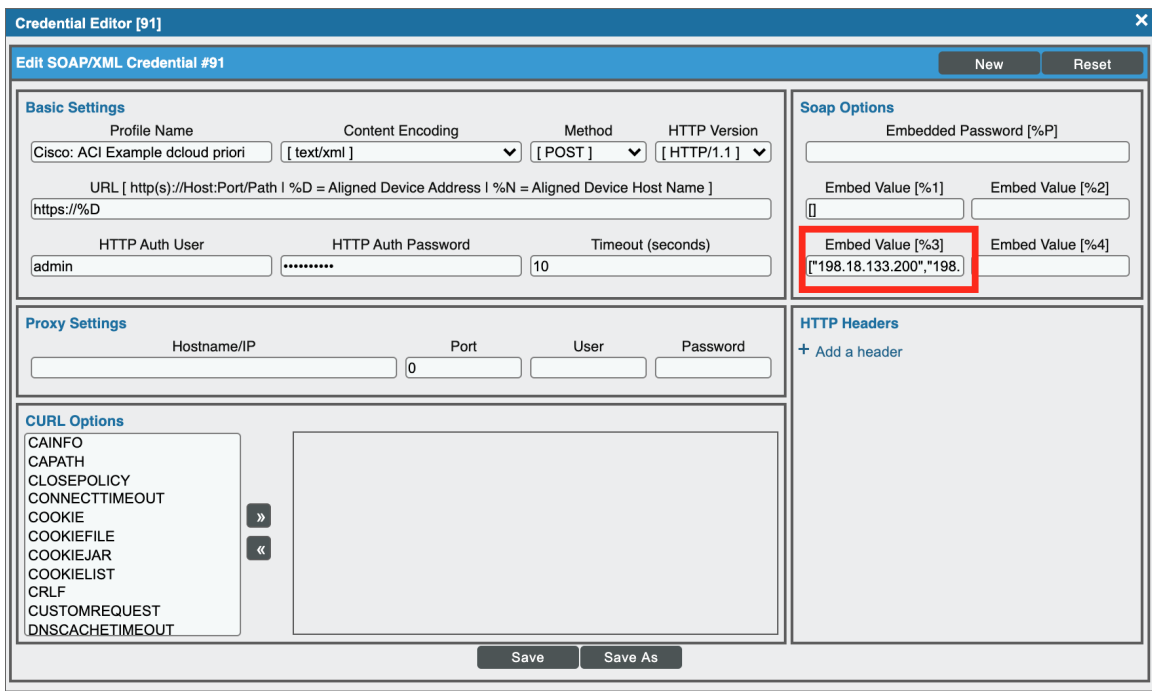 Credential Editor [91]
Edit SOAP/XML Credential #91
New
Reset
Basic Settings
Profile Name
Content Encoding
Method
HTTP Version
Cisco: ACI Example dcloud priori
[ text/xml ]
[ POST ]
[ HTTP/1.1 ]
URL [ http(s)://Host:Port/Path | %D = Aligned Device Address | %N = Aligned Device Host Name ]
https://%D
HTTP Auth User
HTTP Auth Password
Timeout (seconds)
admin
••••••••••
10
Soap Options
Embedded Password [%P]
Embed Value [%1]
Embed Value [%2]
[]
Embed Value [%3]
Embed Value [%4]
["198.18.133.200","198.
Proxy Settings
Hostname/IP
Port
User
Password
0
HTTP Headers
+ Add a header
CURL Options
CAINFO
CAPATH
CLOSEPOLICY
CONNECTTIMEOUT
COOKIE
COOKIEFILE
COOKIEJAR
COOKIELIST
CRLF
CUSTOMREQUEST
DNSCACHETIMEOUT
»
«
Save
Save As